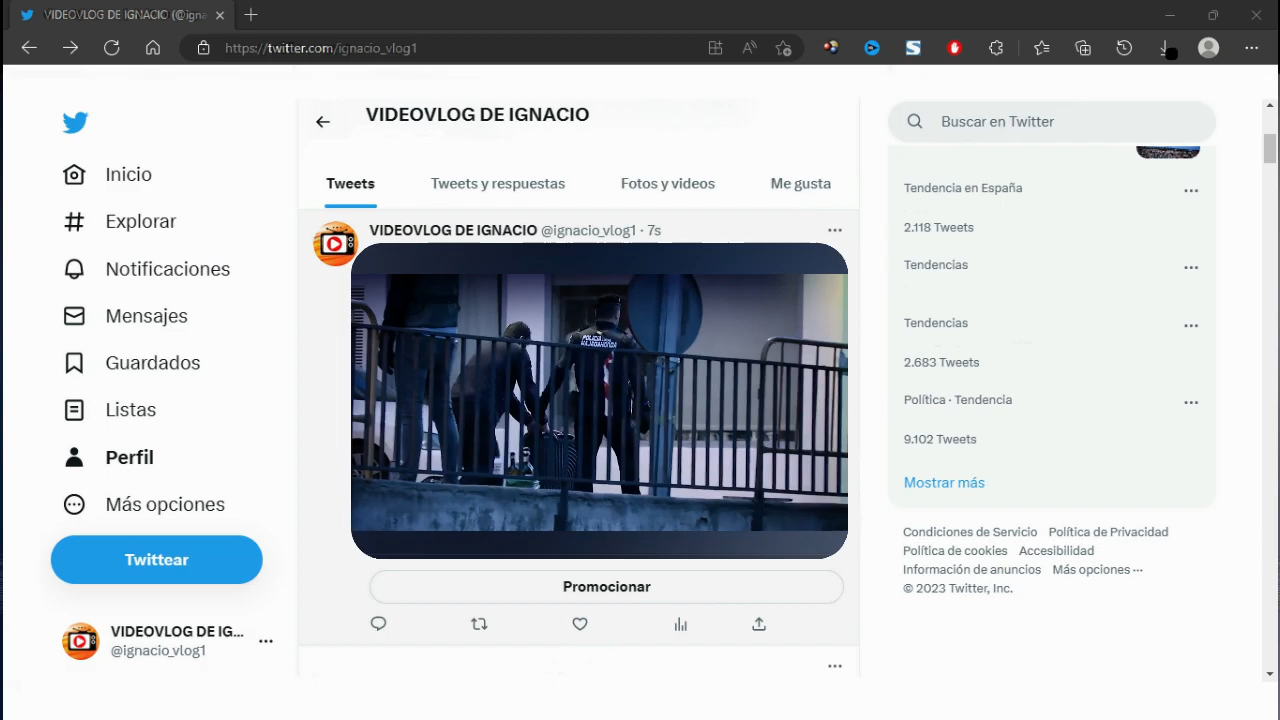 VIDEOVLOG DE IGNACIO (@igna
https://twitter.com/ignacio_vlog1
VIDEOVLOG DE IGNACIO
Buscar en Twitter
Inicio
Explorar
Notificaciones
Mensajes
Guardados
Listas
Perfil
Más opciones
Twittear
VIDEOVLOG DE IG...
@ignacio_vlog1
Tweets
Tweets y respuestas
Fotos y videos
Me gusta
VIDEOVLOG DE IGNACIO @ignacio_vlog1 · 7s
POLICÍA
Promocionar
Tendencia en España
2.118 Tweets
Tendencias
Tendencias
2.683 Tweets
Política · Tendencia
9.102 Tweets
Mostrar más
Condiciones de Servicio Política de Privacidad
Política de cookies Accesibilidad
Información de anuncios Más opciones ···
© 2023 Twitter, Inc.